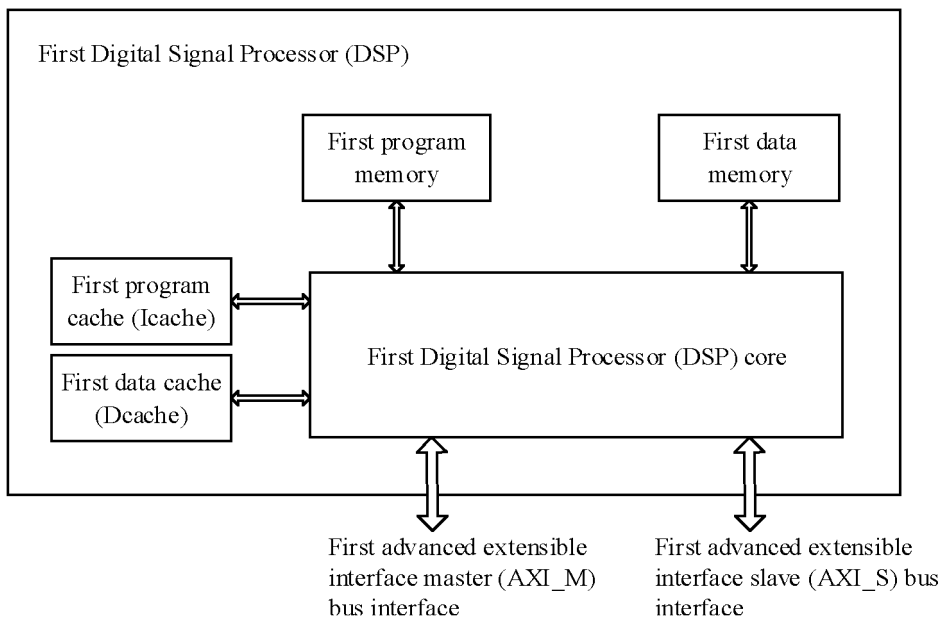 First Digital Signal Processor (DSP)
First program
memory
First data
memory
First program
cache (Icache)
First Digital Signal Processor (DSP) core
First data cache
(Dcache)
First advanced extensible
interface master (AXI_M)
bus interface
First advanced extensible
interface slave (AXI_S) bus
interface